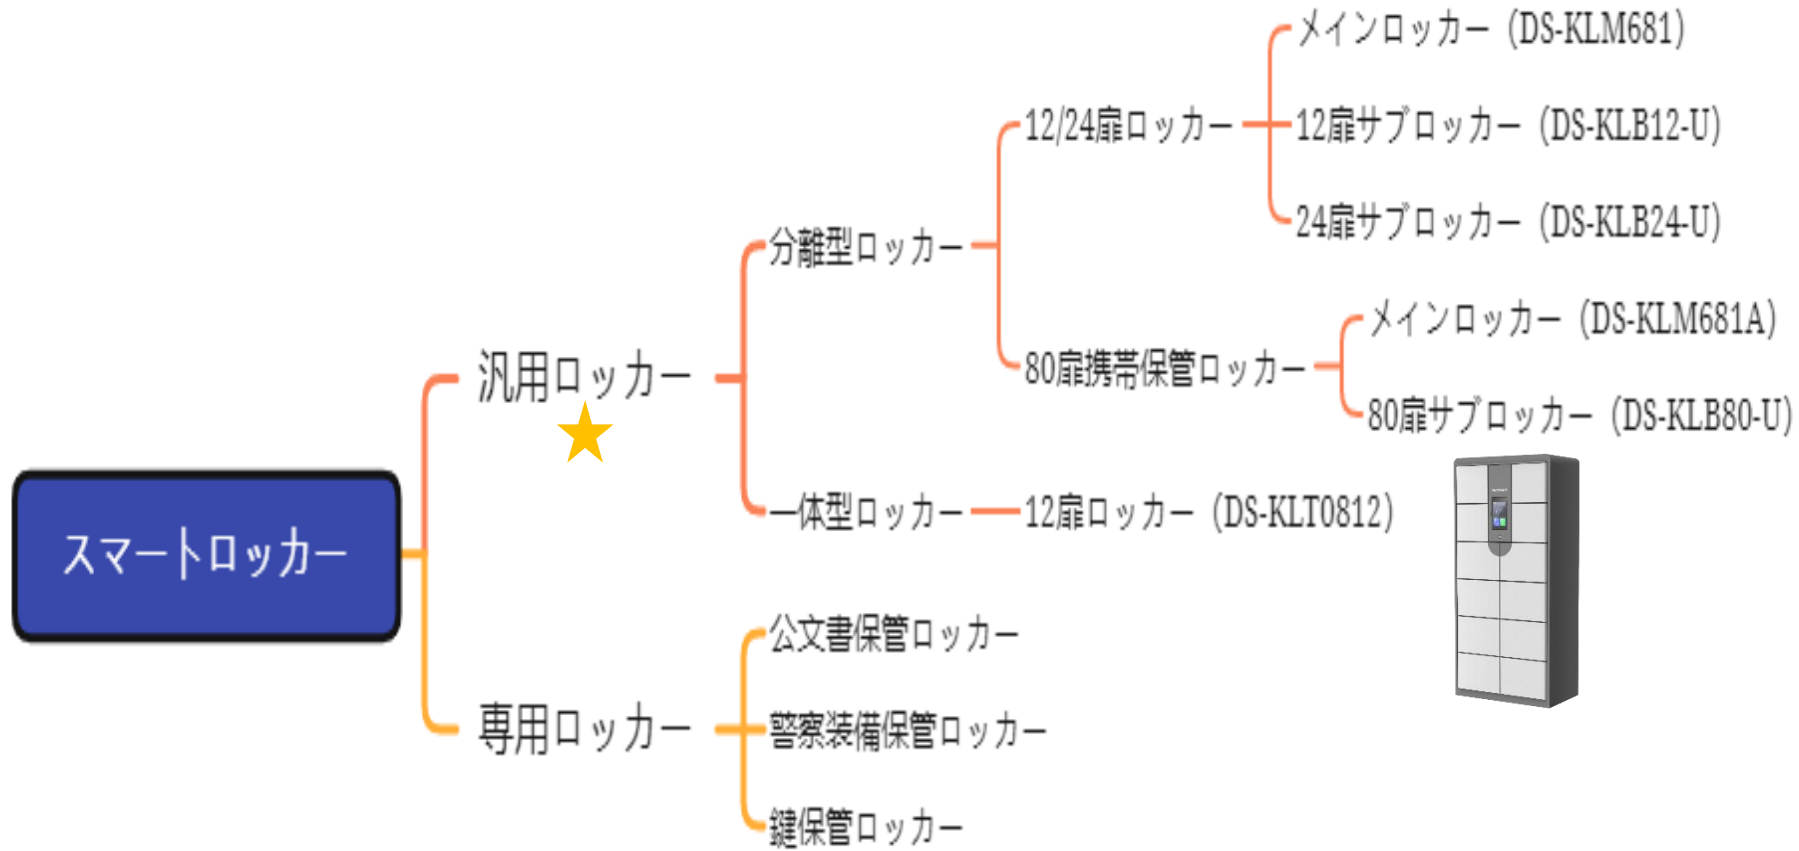 スマートロッカー
汎用ロッカー
分離型ロッカー
12/24扉ロッカー
メインロッカー（DS-KLM681）
12扉サブロッカー（DS-KLB12-U）
24扉サブロッカー（DS-KLB24-U）
80扉携帯保管ロッカー
メインロッカー（DS-KLM681A）
80扉サブロッカー（DS-KLB80-U）
一体型ロッカー
12扉ロッカー（DS-KLT0812）
専用ロッカー
公文書保管ロッカー
警察装備保管ロッカー
鍵保管ロッカー